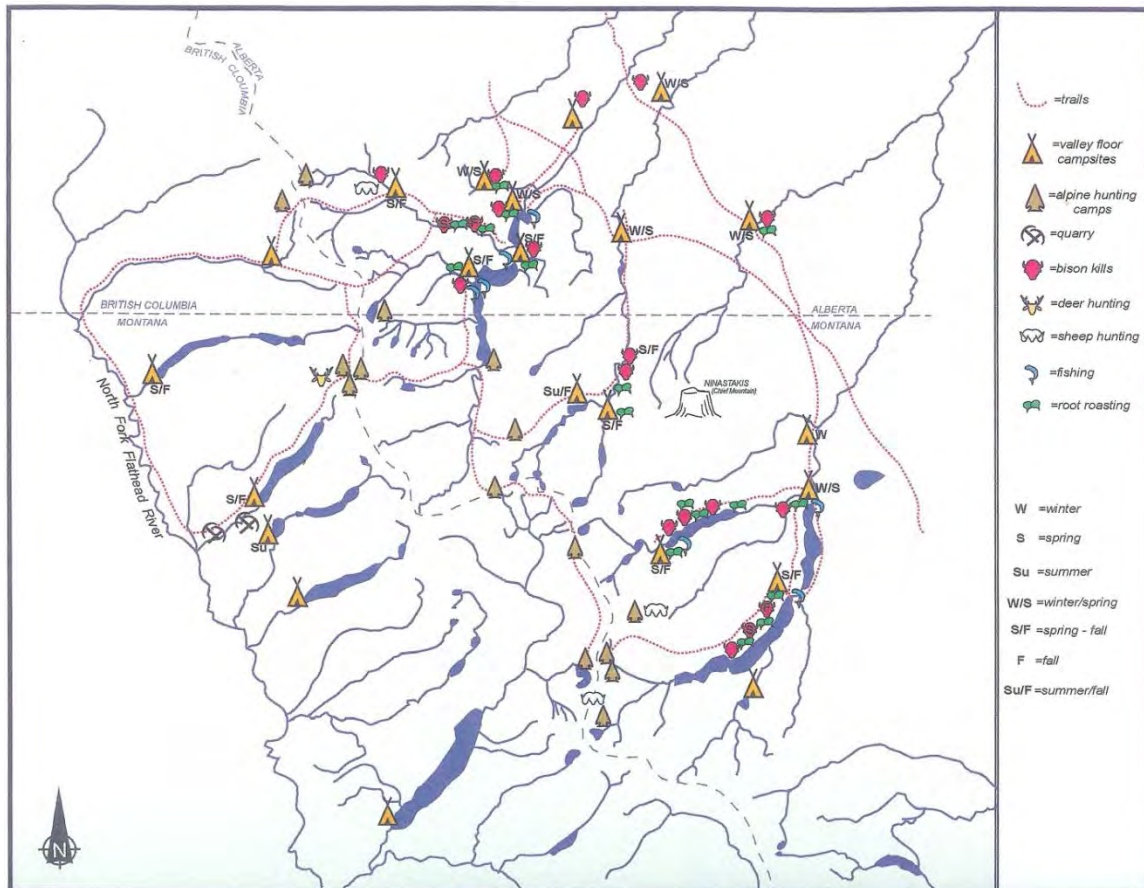 ALBERTA
BRITISH CLOUMBIA
W/S
W/S
W/S
S/F
W/S
W/S
S/F
S/F
BRITISH COLUMBIA
MONTANA
ALBERTA
MONTANA
S/F
S/F
Su/F
S/F
NINASTAKIS
(Chief Mountain)
North Fork Flathead River
W
W/S
S/F
Su
S/F
S/F
N
=trails
=valley floor
campsites
=alpine hunting
camps
=quarry
=bison kills
=deer hunting
=sheep hunting
=fishing
=root roasting
W =winter
S =spring
Su =summer
W/S =winter/spring
S/F =spring - fall
F =fall
Su/F =summer/fall